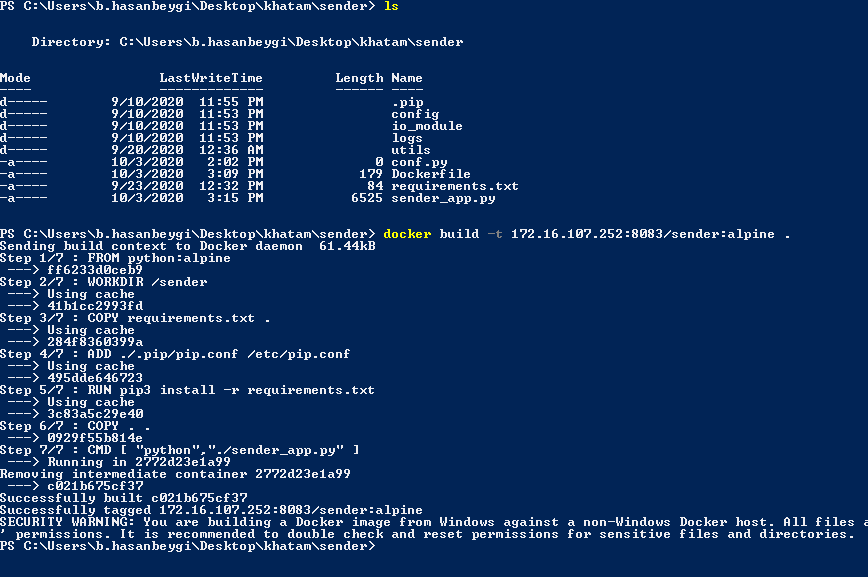 PS C:\Users\b.hasanbeygi\Desktop\khatam\sender> ls
Directory: C:\Users\b.hasanbeygi\Desktop\khatam\sender
Mode                LastWriteTime         Length Name
----                -------------         ------ ----
d-----        9/10/2020  11:55 PM                .pip
d-----        9/10/2020  11:53 PM                config
d-----        9/10/2020  11:53 PM                io_module
d-----        9/10/2020  11:53 PM                logs
d-----        9/20/2020  12:36 AM                utils
-a----        10/3/2020   2:02 PM              0 conf.py
-a----        10/3/2020   3:09 PM            179 Dockerfile
-a----        9/23/2020  12:32 PM             84 requirements.txt
-a----        10/3/2020   3:15 PM           6525 sender_app.py
PS C:\Users\b.hasanbeygi\Desktop\khatam\sender> docker build -t 172.16.107.252:8083/sender:alpine .
Sending build context to Docker daemon  61.44kB
Step 1/7 : FROM python:alpine
 ---> ff6233d0ceb9
Step 2/7 : WORKDIR /sender
 ---> Using cache
 ---> 41b1cc2993fd
Step 3/7 : COPY requirements.txt .
 ---> Using cache
 ---> 284f8360399a
Step 4/7 : ADD ./.pip/pip.conf /etc/pip.conf
 ---> Using cache
 ---> 495dde646723
Step 5/7 : RUN pip3 install -r requirements.txt
 ---> Using cache
 ---> 3c83a5c29e40
Step 6/7 : COPY . .
 ---> 0929f55b814e
Step 7/7 : CMD [ "python","./sender_app.py" ]
 ---> Running in 2772d23e1a99
Removing intermediate container 2772d23e1a99
 ---> c021b675cf37
Successfully built c021b675cf37
Successfully tagged 172.16.107.252:8083/sender:alpine
SECURITY WARNING: You are building a Docker image from Windows against a non-Windows Docker host. All files a
' permissions. It is recommended to double check and reset permissions for sensitive files and directories.
PS C:\Users\b.hasanbeygi\Desktop\khatam\sender>